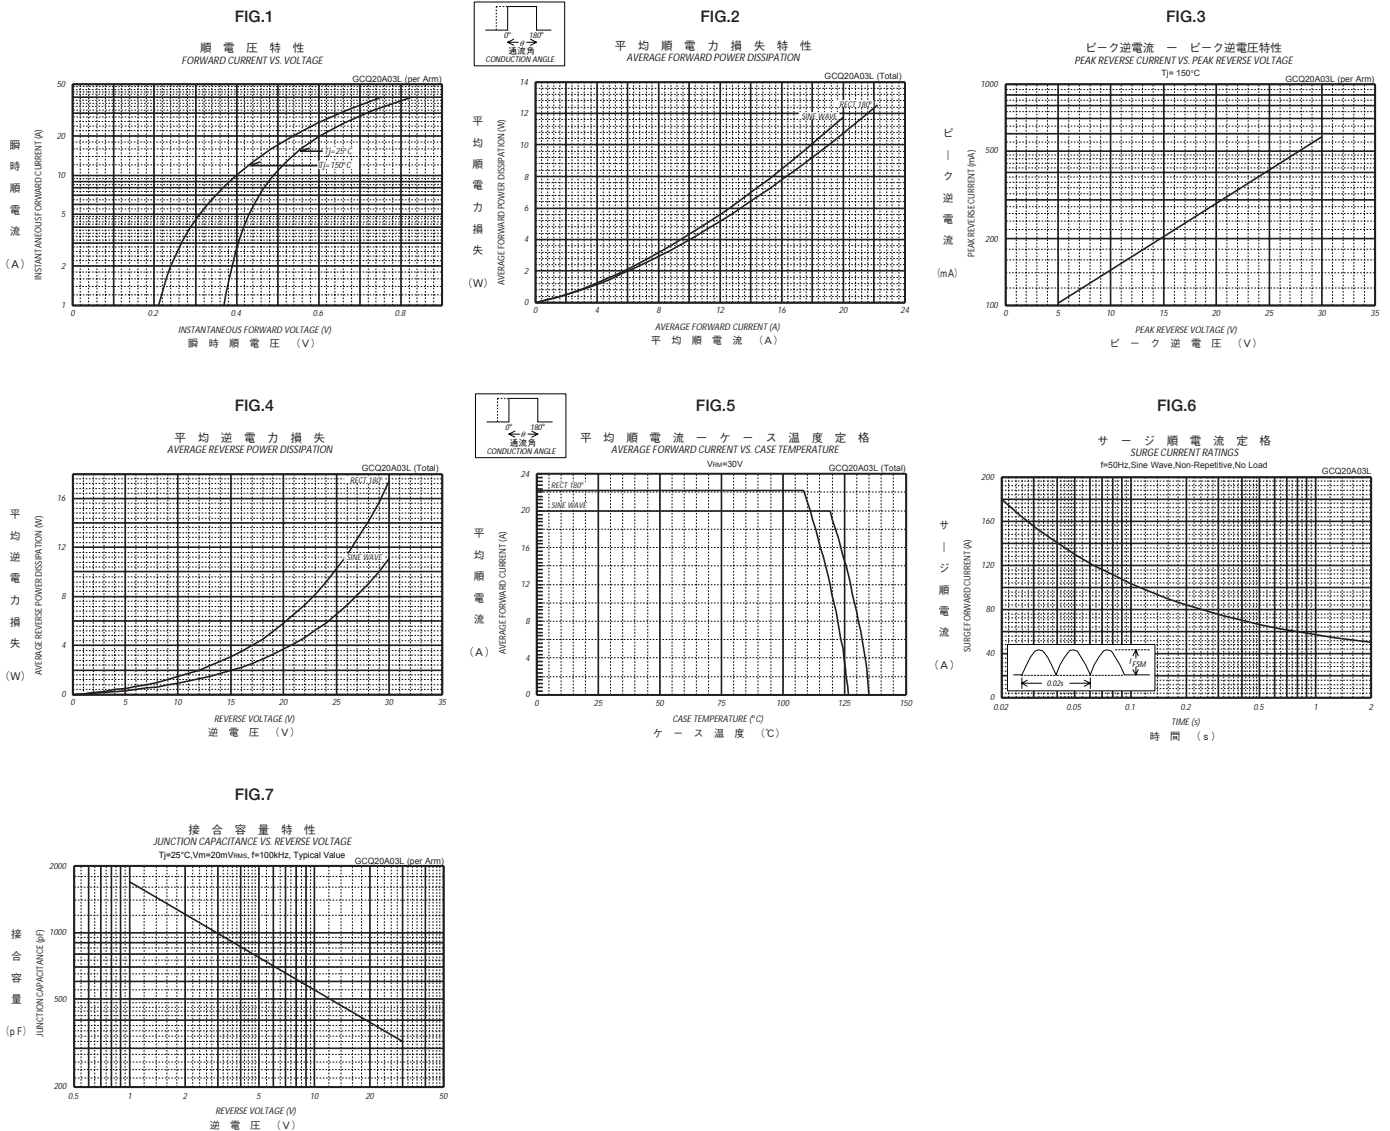 FIG.1
順 電 圧 特 性
FORWARD CURRENT VS. VOLTAGE
GCQ20A03L (per Arm)
瞬 時 順 電 流 (A)
INSTANTANEOUS FORWARD CURRENT (A)
50
20
10
5
2
1
Tj=25°C
Tj=150°C
0 0.2 0.4 0.6 0.8
INSTANTANEOUS FORWARD VOLTAGE (V)
瞬 時 順 電 圧 (V)
FIG.2
0° 180°
θ
通流角
CONDUCTION ANGLE
平 均 順 電 力 損 失 特 性
AVERAGE FORWARD POWER DISSIPATION
GCQ20A03L (Total)
平 均 順 電 力 損 失 (W)
AVERAGE FORWARD POWER DISSIPATION (W)
14
12
10
8
6
4
2
0
RECT 180°
SINE WAVE
0 4 8 12 16 20 24
AVERAGE FORWARD CURRENT (A)
平 均 順 電 流 (A)
FIG.3
ピーク逆電流 ー ピーク逆電圧特性
PEAK REVERSE CURRENT VS. PEAK REVERSE VOLTAGE
Tj= 150°C
GCQ20A03L (per Arm)
ピ ー ク 逆 電 流 (mA)
PEAK REVERSE CURRENT (mA)
1000
500
200
100
0 5 10 15 20 25 30 35
PEAK REVERSE VOLTAGE (V)
ピ ー ク 逆 電 圧 (V)
FIG.4
平 均 逆 電 力 損 失
AVERAGE REVERSE POWER DISSIPATION
GCQ20A03L (Total)
平 均 逆 電 力 損 失 (W)
AVERAGE REVERSE POWER DISSIPATION (W)
16
12
8
4
0
RECT 180°
SINE WAVE
0 5 10 15 20 25 30 35
REVERSE VOLTAGE (V)
逆 電 圧 (V)
FIG.5
0° 180°
θ
通流角
CONDUCTION ANGLE
平 均 順 電 流 ー ケ ー ス 温 度 定 格
AVERAGE FORWARD CURRENT VS. CASE TEMPERATURE
VRM=30V
GCQ20A03L (Total)
平 均 順 電 流 (A)
AVERAGE FORWARD CURRENT (A)
24
20
16
12
8
4
0
RECT 180°
SINE WAVE
0 25 50 75 100 125 150
CASE TEMPERATURE (°C)
ケ ー ス 温 度 (℃)
FIG.6
サ ー ジ 順 電 流 定 格
SURGE CURRENT RATINGS
f=50Hz,Sine Wave,Non-Repetitive,No Load
GCQ20A03L
サ ー ジ 順 電 流 (A)
SURGE FORWARD CURRENT (A)
200
160
120
80
40
0
IFSM
0.02s
0.02 0.05 0.1 0.2 0.5 1 2
TIME (s)
時 間 (s)
FIG.7
接 合 容 量 特 性
JUNCTION CAPACITANCE VS. REVERSE VOLTAGE
Tj=25°C,Vm=20mVRMS, f=100kHz, Typical Value
GCQ20A03L (per Arm)
接 合 容 量 (pF)
JUNCTION CAPACITANCE (pF)
2000
1000
500
200
0.5 1 2 5 10 20 50
REVERSE VOLTAGE (V)
逆 電 圧 (V)